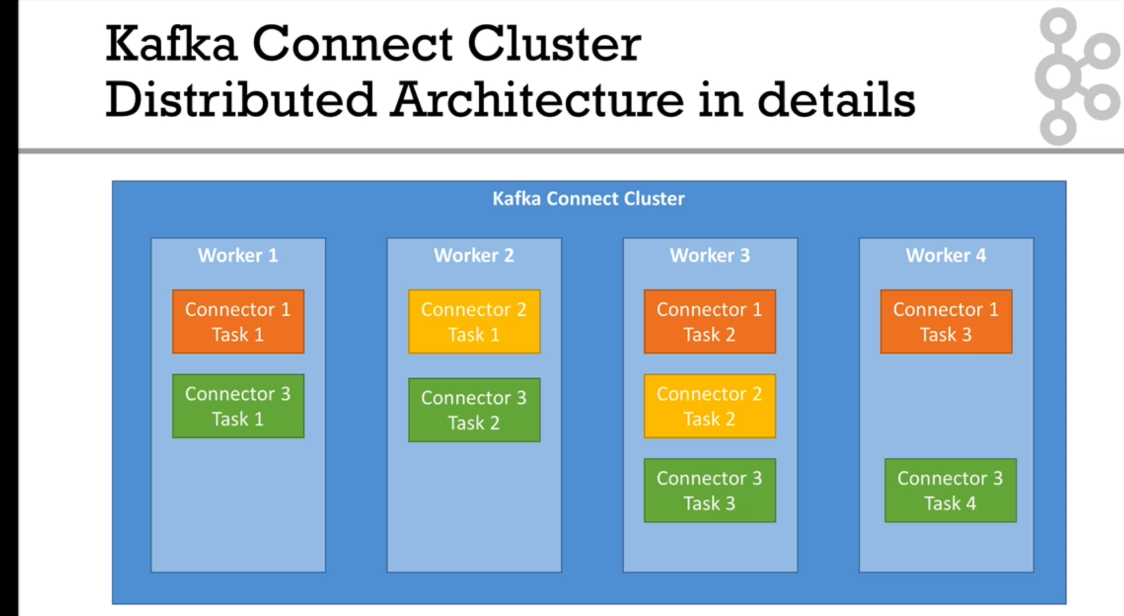 Kafka Connect Cluster
Distributed Architecture in details
Kafka Connect Cluster
Worker 1
Connector 1
Task 1
Connector 3
Task 1
Worker 2
Connector 2
Task 1
Connector 3
Task 2
Worker 3
Connector 1
Task 2
Connector 2
Task 2
Connector 3
Task 3
Worker 4
Connector 1
Task 3
Connector 3
Task 4